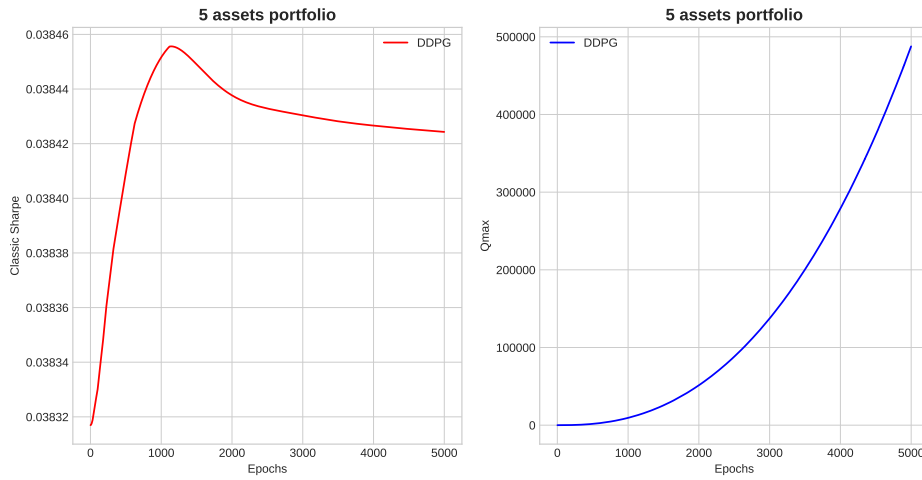 5 assets portfolio
DDPG
Classic Sharpe
0.03846
0.03844
0.03842
0.03840
0.03838
0.03836
0.03834
0.03832
0 1000 2000 3000 4000 5000
Epochs
5 assets portfolio
DDPG
Qmax
500000
400000
300000
200000
100000
0
0 1000 2000 3000 4000 5000
Epochs